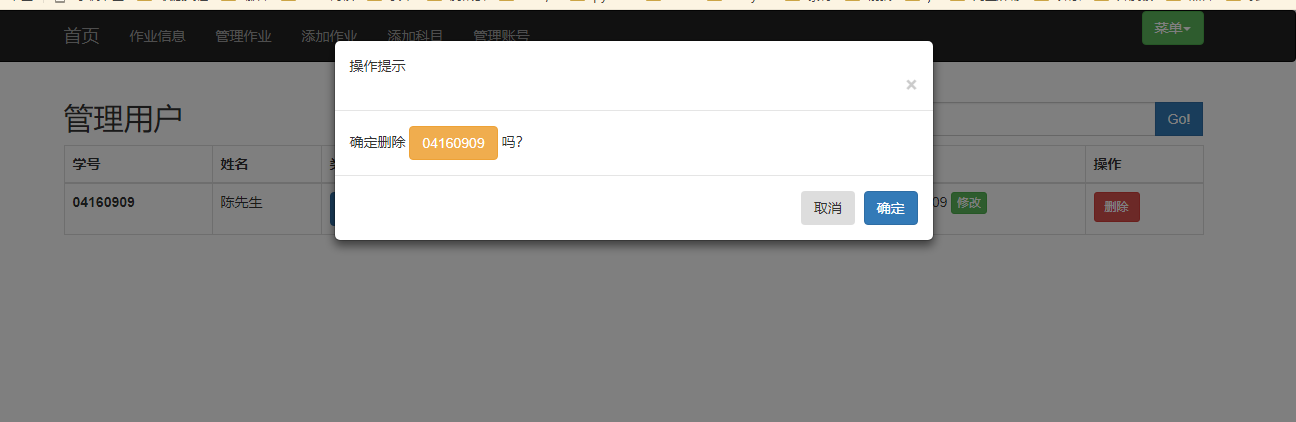 首页 作业信息 管理作业 添加作业 添加科目 管理账号 菜单
操作提示
×
管理用户
Go!
确定删除 04160909 吗?
学号 姓名 操作
04160909 陈先生 09 修改 删除
取消 确定